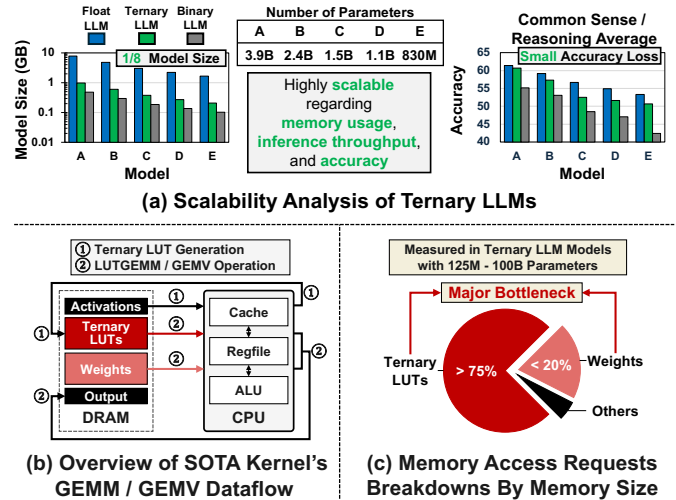 Float LLM
Ternary LLM
Binary LLM
Model Size (GB)
10
1
0.1
0.01
1/8 Model Size
A B C D E
Model
Number of Parameters
A B C D E
3.9B 2.4B 1.5B 1.1B 830M
Highly scalable
regarding
memory usage,
inference throughput,
and accuracy
Common Sense /
Reasoning Average
Accuracy
65
60
55
50
45
40
Small Accuracy Loss
A B C D E
Model
(a) Scalability Analysis of Ternary LLMs
① Ternary LUT Generation
② LUTGEMM / GEMV Operation
Activations
Ternary
LUTs
Weights
Output
DRAM
①
②
②
①
②
①
②
Cache
Regfile
ALU
CPU
(b) Overview of SOTA Kernel's
GEMM / GEMV Dataflow
Measured in Ternary LLM Models
with 125M - 100B Parameters
Major Bottleneck
Ternary
LUTs
> 75%
< 20%
Weights
Others
(c) Memory Access Requests
Breakdowns By Memory Size